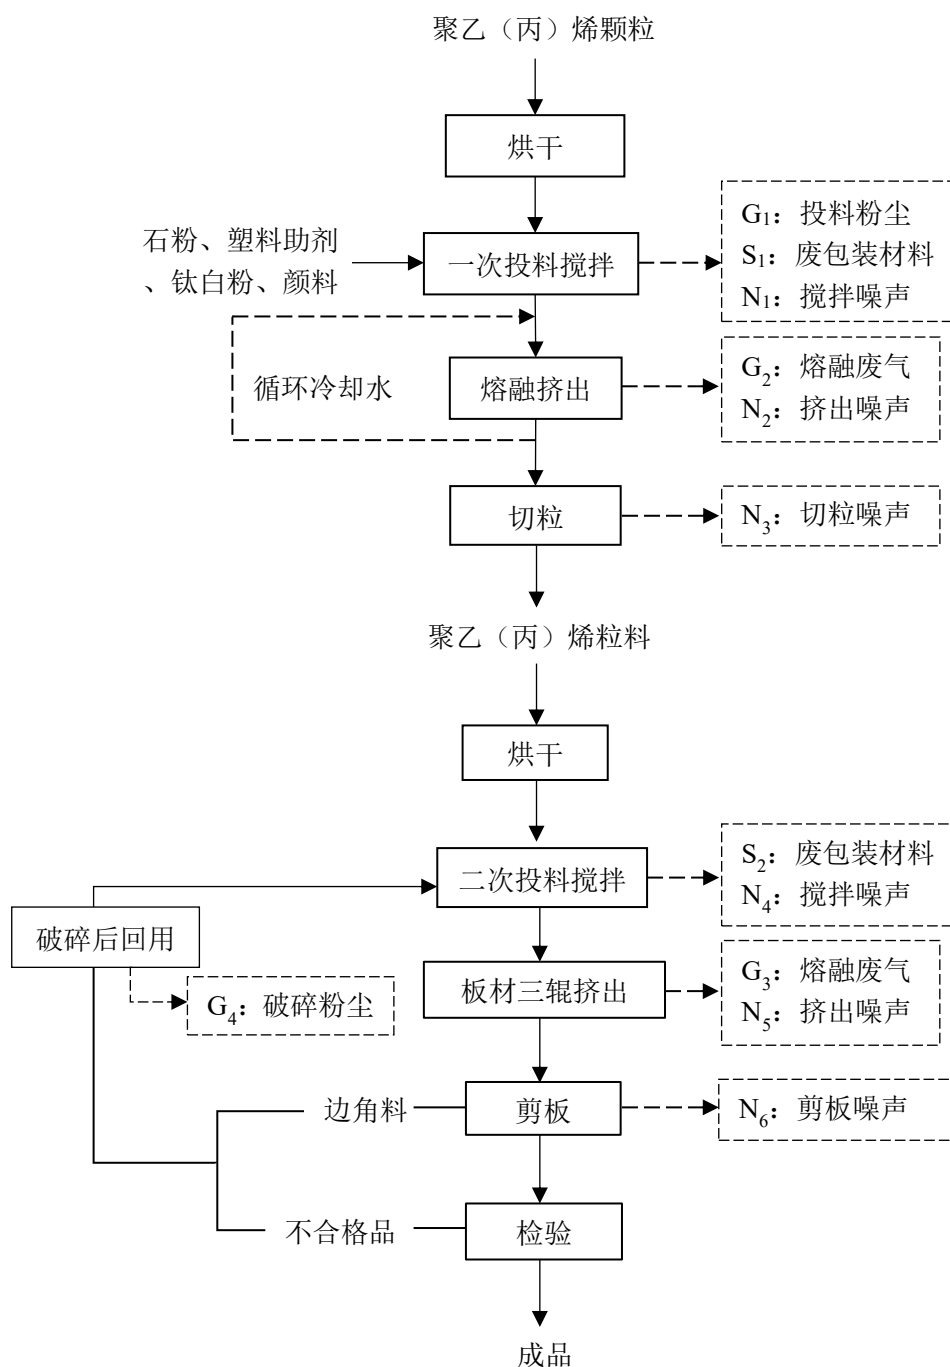 聚乙（丙）烯颗粒
烘干
石粉、塑料助剂
、钛白粉、颜料
一次投料搅拌
G₁：投料粉尘
S₁：废包装材料
N₁：搅拌噪声
循环冷却水
熔融挤出
G₂：熔融废气
N₂：挤出噪声
切粒
N₃：切粒噪声
聚乙（丙）烯粒料
烘干
二次投料搅拌
S₂：废包装材料
N₄：搅拌噪声
破碎后回用
G₄：破碎粉尘
板材三辊挤出
G₃：熔融废气
N₅：挤出噪声
边角料
剪板
N₆：剪板噪声
不合格品
检验
成品